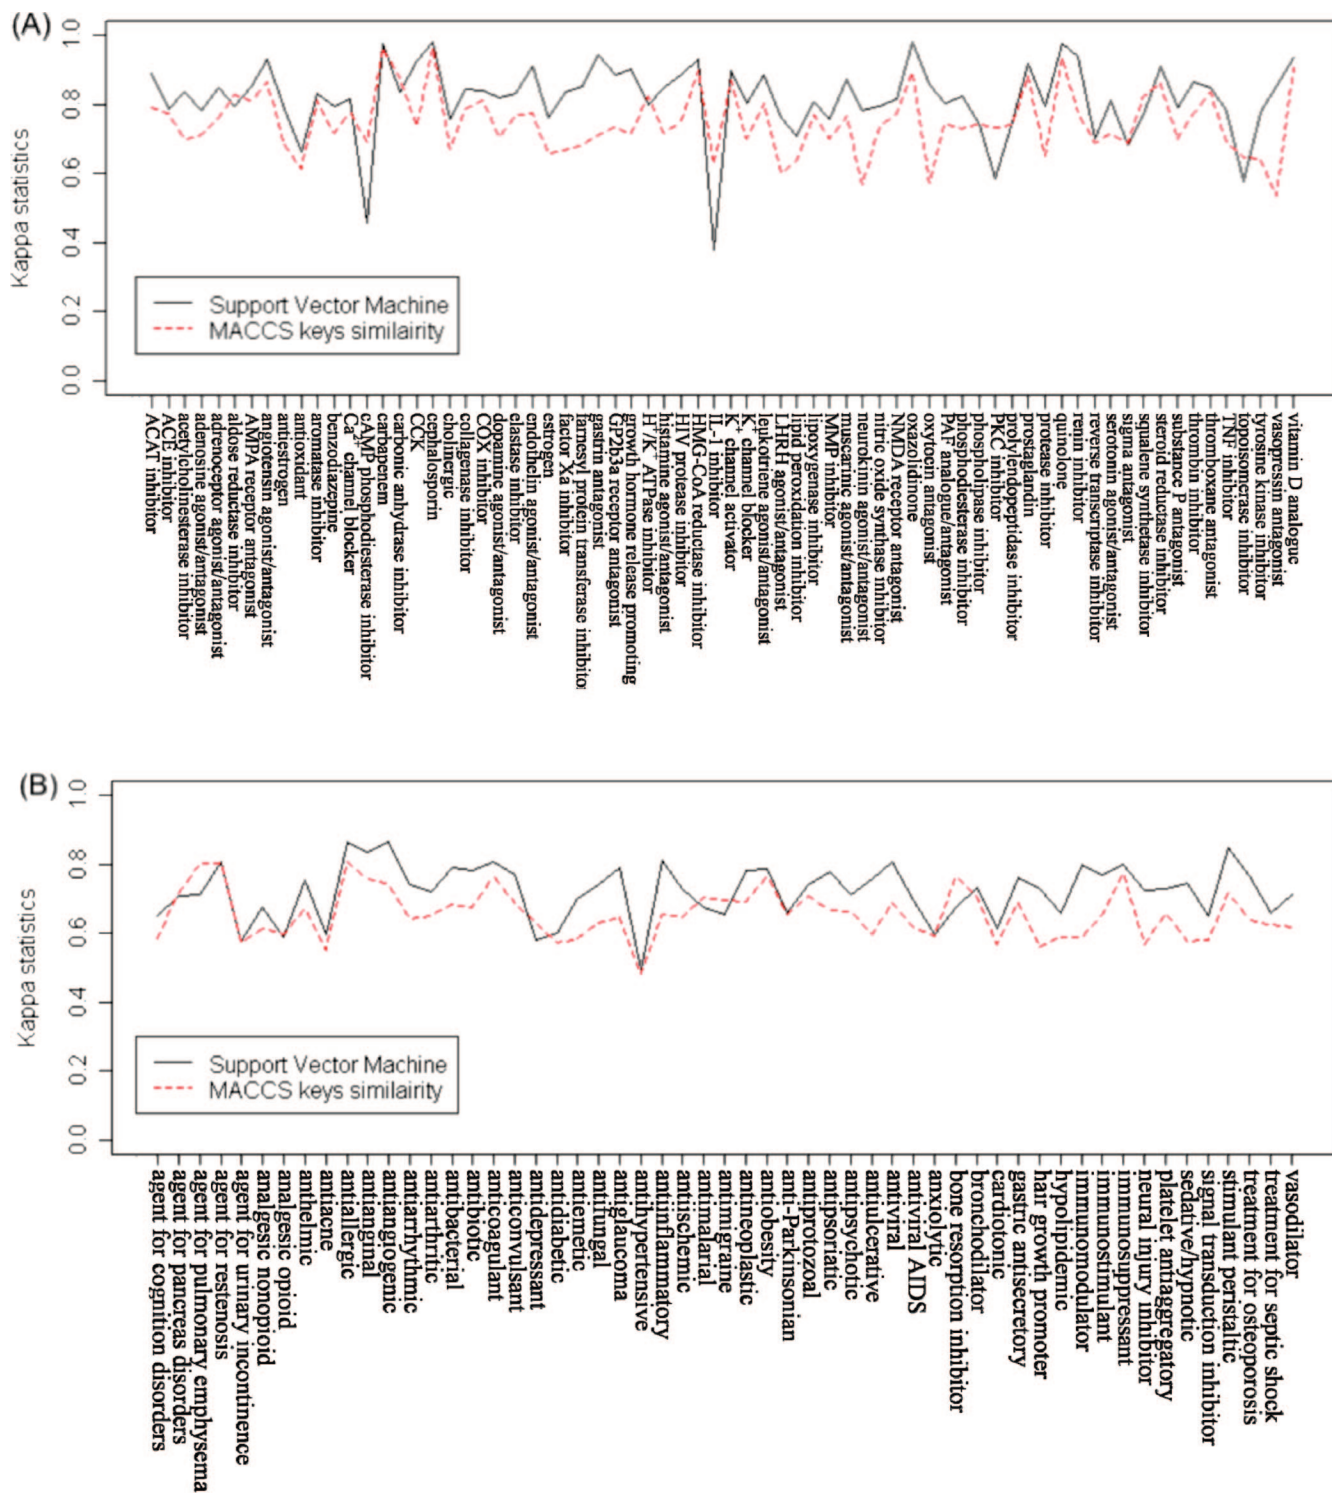 (A)
Kappa statistics
1.0
0.8
0.6
0.4
0.2
0.0
Support Vector Machine
MACCS keys similairity
ACAT inhibitor
ACE inhibitor
acetylcholinesterase inhibitor
adenosine agonist/antagonist
adrenoceptor agonist/antagonist
aldose reductase inhibitor
AMPA receptor antagonist
angiotensin agonist/antagonist
antiestrogen
antioxidant
aromatase inhibitor
benzodiazepine
Ca2+ channel blocker
cAMP phosphodiesterase inhibitor
carbapenem
carbonic anhydrase inhibitor
CCK
cephalosporin
cholinergic
collagenase inhibitor
COX inhibitor
dopamine agonist/antagonist
elastase inhibitor
endothelin agonist/antagonist
estrogen
factor Xa inhibitor
farnesyl protein transferase inhibito
gastrin antagonist
GP2b3a receptor antagonist
growth hormone release promoting
H+/K+ ATPase inhibitor
histamine agonist/antagonist
HIV protease inhibitor
HMG-CoA reductase inhibitor
IL-1 inhibitor
K+ channel activator
K+ channel blocker
leukotriene agonist/antagonist
LHRH agonist/antagonist
lipid peroxidation inhibitor
lipoxygenase inhibitor
MMP inhibitor
muscarinic agonist/antagonist
neurokinin agonist/antagonist
nitric oxide synthase inhibitor
NMDA receptor antagonist
oxazolidinone
oxytocin antagonist
PAF analogue/antagonist
phosphodiesterase inhibitor
phospholipase inhibitor
PKC inhibitor
prolylendopeptidase inhibitor
prostaglandin
protease inhibitor
quinolone
renin inhibitor
reverse transcriptase inhibitor
serotonin agonist/antagonist
sigma antagonist
squalene synthetase inhibitor
steroid reductase inhibitor
substance P antagonist
thrombin inhibitor
thromboxane antagonist
TNF inhibitor
topoisomerase inhibitor
tyrosine kinase inhibitor
vasopressin antagonist
vitamin D analogue
(B)
Kappa statistics
1.0
0.8
0.6
0.4
0.2
0.0
Support Vector Machine
MACCS keys similairity
agent for cognition disorders
agent for pancreas disorders
agent for pulmonary emphysema
agent for restenosis
agent for urinary incontinence
analgesic nonopioid
analgesic opioid
anthelmic
antiacne
antiallergic
antianginal
antiangrogenic
antiarrhythmic
antiarthritic
antibacterial
antibiotic
anticoagulant
anticonvulsant
antidepressant
antidiabetic
antiemetic
antifungal
antiglaucoma
antihypertensive
antiinflammatory
antischemic
antimalarial
antimigraine
antineoplastic
antiobesity
anti-Parkinsonian
antiprotozoal
antipsoriatic
antipsychotic
antiulcerative
antiviral
antiviral AIDS
anxiolytic
bone resorption inhibitor
bronchodilator
cardiotonic
gastric antisecretory
hair growth promoter
hypolipidemic
immunomodulator
immunostimulant
immunosuppressant
neural injury inhibitor
platelet antiaggregatory
sedative/hypnotic
signal transduction inhibitor
stimulant peristaltic
treatment for osteoporosis
treatment for septic shock
vasodilator